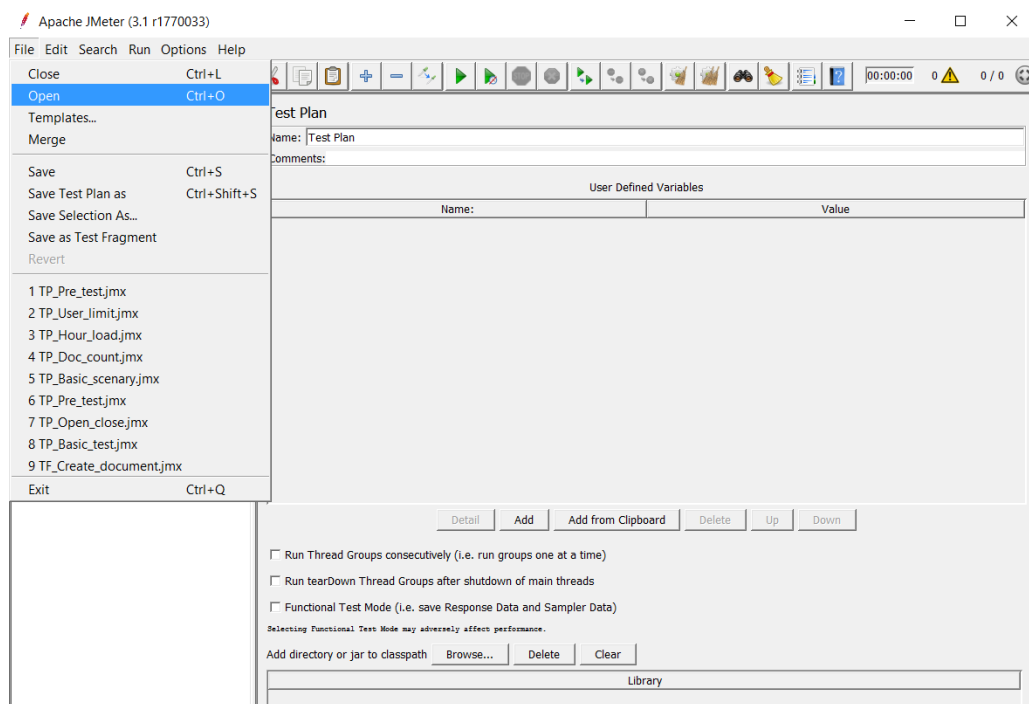 Apache JMeter (3.1 r1770033)
File Edit Search Run Options Help
Close Ctrl+L
Open Ctrl+O
Templates...
Merge
Save Ctrl+S
Save Test Plan as Ctrl+Shift+S
Save Selection As...
Save as Test Fragment
Revert
1 TP_Pre_test.jmx
2 TP_User_limit.jmx
3 TP_Hour_load.jmx
4 TP_Doc_count.jmx
5 TP_Basic_scenary.jmx
6 TP_Pre_test.jmx
7 TP_Open_close.jmx
8 TP_Basic_test.jmx
9 TF_Create_document.jmx
Exit Ctrl+Q
00:00:00 0 0 / 0
Test Plan
Name: Test Plan
Comments:
User Defined Variables
Name: Value
Detail Add Add from Clipboard Delete Up Down
Run Thread Groups consecutively (i.e. run groups one at a time)
Run tearDown Thread Groups after shutdown of main threads
Functional Test Mode (i.e. save Response Data and Sampler Data)
Selecting Functional Test Mode may adversely affect performance.
Add directory or jar to classpath Browse... Delete Clear
Library